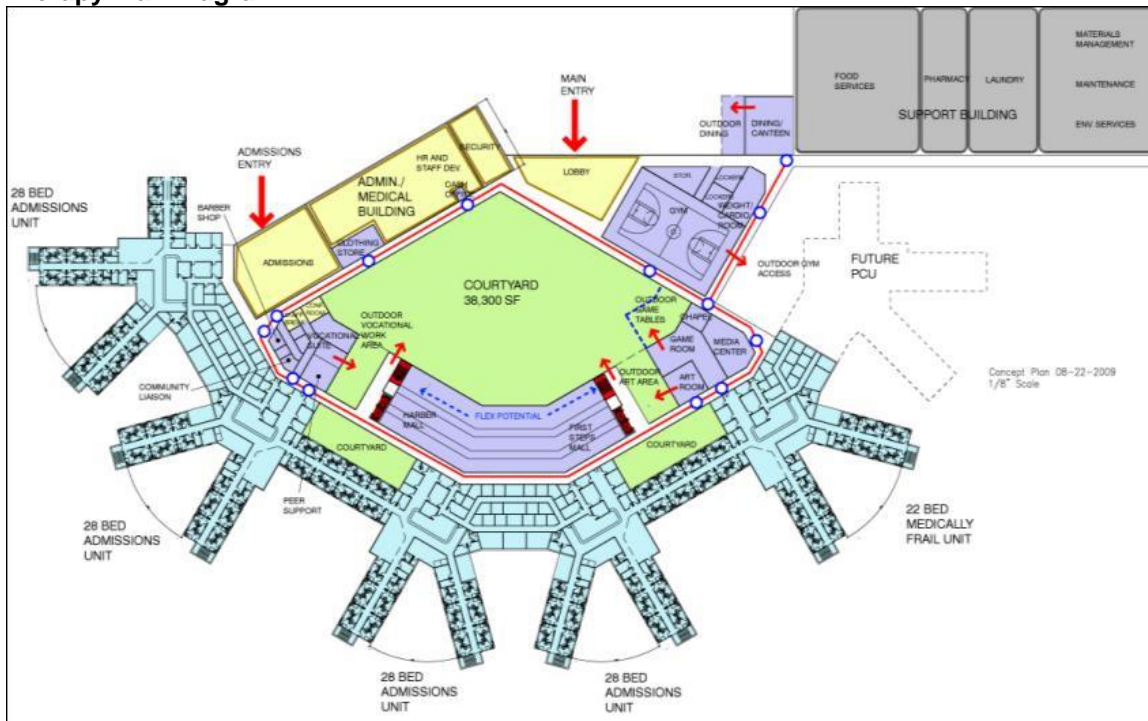 MATERIALS
MANAGEMENT
FOOD
SERVICES
PHARMACY
LAUNDRY
MAINTENANCE
SUPPORT BUILDING
ENV. SERVICES
MAIN
ENTRY
OUTDOOR
DINING
DINING/
CANTEEN
SECURITY
HR AND
STAFF DEV.
ADMISSIONS
ENTRY
LOBBY
STOR.
LOCKERS
LOCKERS
WEIGHT/
CARDIO
ROOM
GYM
ADMIN./
MEDICAL
BUILDING
28 BED
ADMISSIONS
UNIT
BARBER
SHOP
CLOTHING
STORE
ADMISSIONS
OUTDOOR GYM
ACCESS
FUTURE
PCU
COURTYARD
38,300 SF
OUTDOOR
GAME
TABLES
CHAPEL
GAME
ROOM
MEDIA
CENTER
CONF.
ROOM
VOCATIONAL
SUITE
OUTDOOR
VOCATIONAL
WORK
AREA
OUTDOOR
ART AREA
ART
ROOM
Concept Plan 08-22-2009
1/8" Scale
COMMUNITY
LIAISON
HARBER
MALL
FLEX POTENTIAL
FIRST
STEPS
MALL
COURTYARD
COURTYARD
PEER
SUPPORT
28 BED
ADMISSIONS
UNIT
22 BED
MEDICALLY
FRAIL UNIT
28 BED
ADMISSIONS
UNIT
28 BED
ADMISSIONS
UNIT